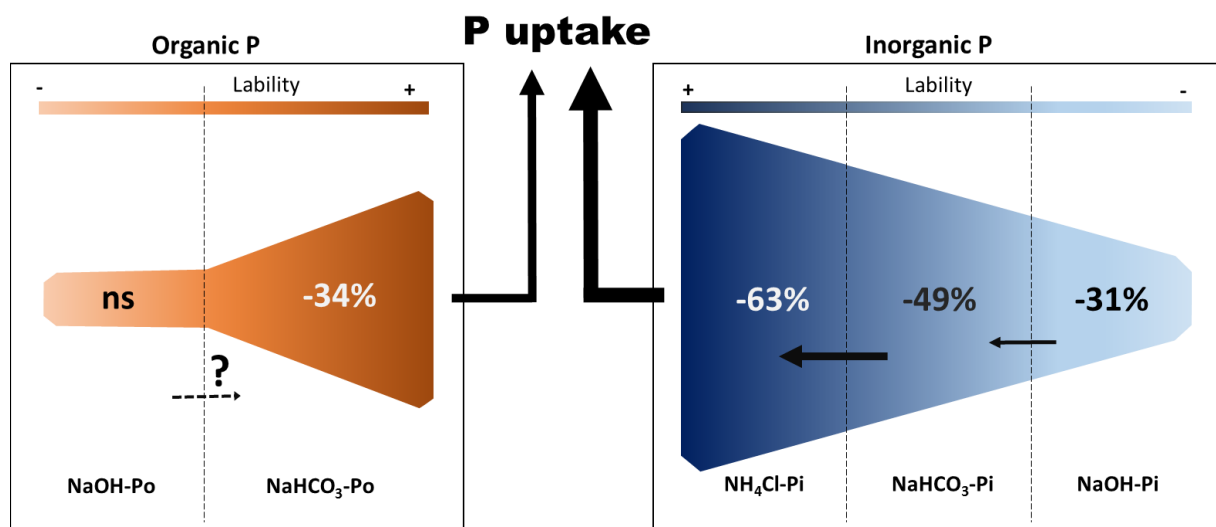 P uptake
Organic P
- Lability +
ns
-34%
?
NaOH-Po
NaHCO₃-Po
Inorganic P
+ Lability -
-63%
-49%
-31%
NH₄Cl-Pi
NaHCO₃-Pi
NaOH-Pi